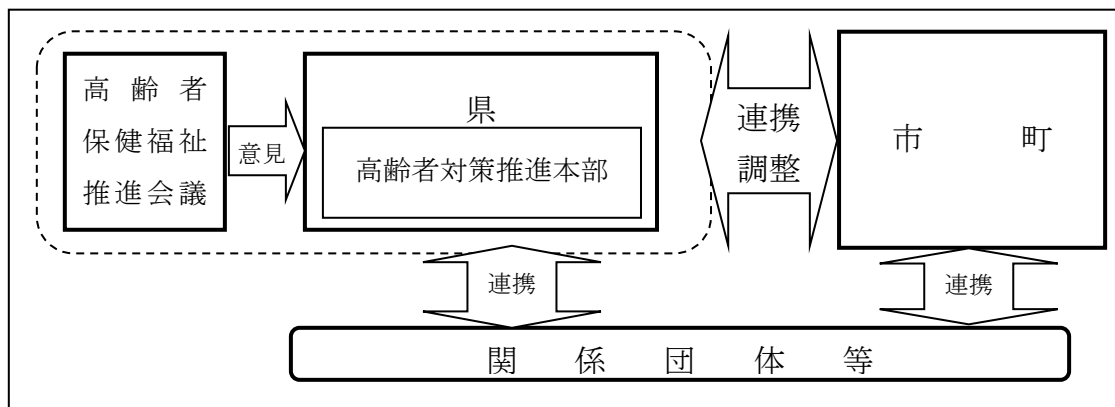 高齢者
保健福祉
推進会議
意見
県
高齢者対策推進本部
連携
調整
市町
連携
連携
関係団体等